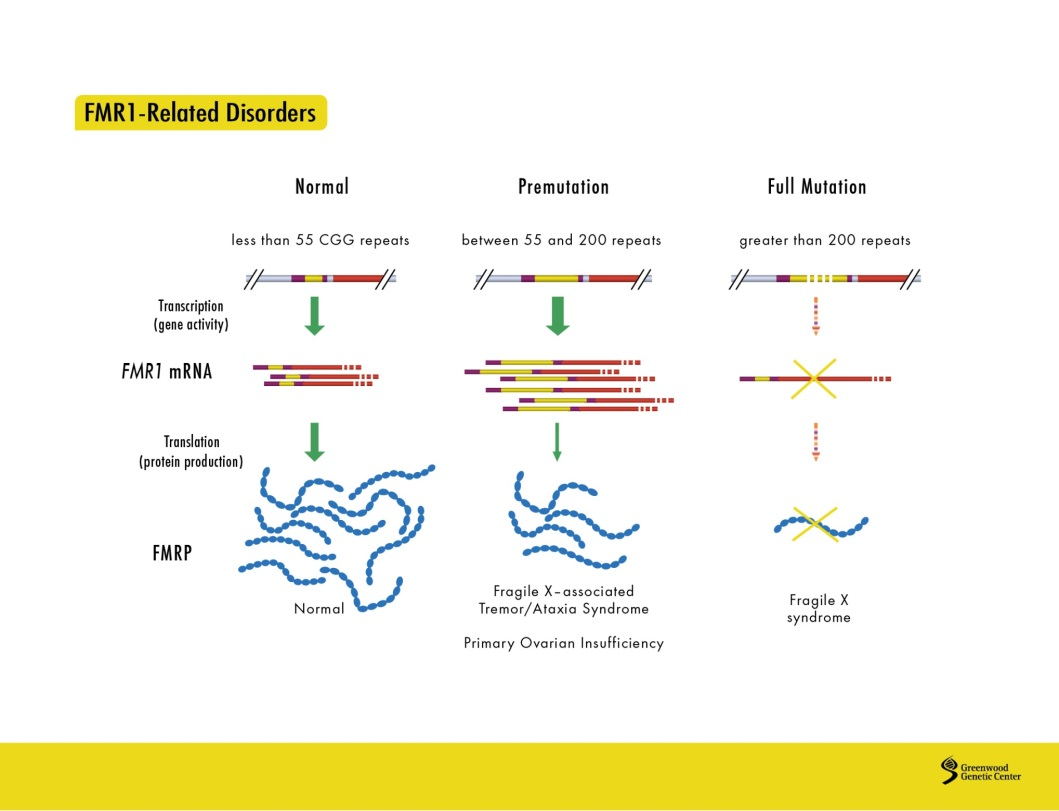 FMR1-Related Disorders
Normal
Premutation
Full Mutation
less than 55 CGG repeats
between 55 and 200 repeats
greater than 200 repeats
Transcription
(gene activity)
FMR1 mRNA
Translation
(protein production)
FMRP
Normal
Fragile X–associated
Tremor/Ataxia Syndrome
Primary Ovarian Insufficiency
Fragile X
syndrome
Greenwood
Genetic Center